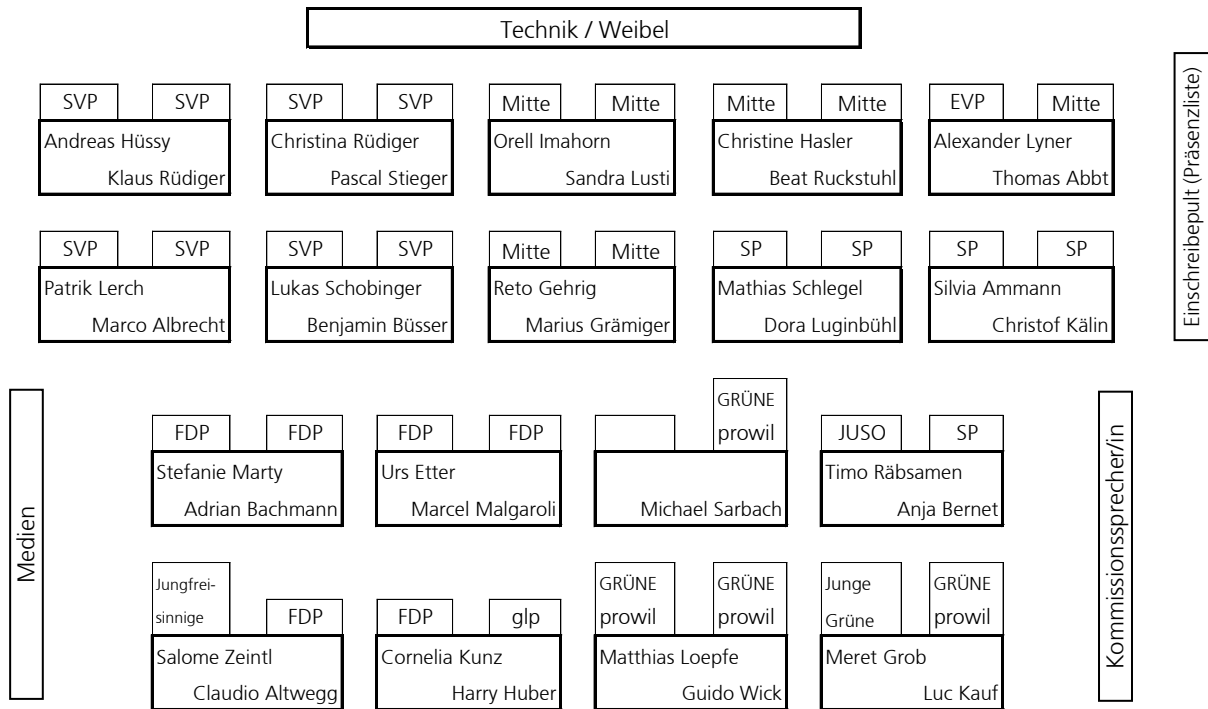 Technik / Weibel
SVP SVP SVP SVP Mitte Mitte Mitte Mitte EVP Mitte
Andreas Hüssy Christina Rüdiger Orell Imahorn Christine Hasler Alexander Lyner
Klaus Rüdiger Pascal Stieger Sandra Lusti Beat Ruckstuhl Thomas Abbt
Einschreibepult (Präsenzliste)
SVP SVP SVP SVP Mitte Mitte SP SP SP SP
Patrik Lerch Lukas Schobinger Reto Gehrig Mathias Schlegel Silvia Ammann
Marco Albrecht Benjamin Büsser Marius Grämiger Dora Luginbühl Christof Kälin
Medien
GRÜNE
FDP FDP FDP FDP prowil JUSO SP
Stefanie Marty Urs Etter Timo Räbsamen
Adrian Bachmann Marcel Malgaroli Michael Sarbach Anja Bernet
Kommissionssprecher/in
Jungfrei- GRÜNE GRÜNE Junge GRÜNE
sinnige FDP FDP glp prowil prowil Grüne prowil
Salome Zeintl Cornelia Kunz Matthias Loepfe Meret Grob
Claudio Altwegg Harry Huber Guido Wick Luc Kauf